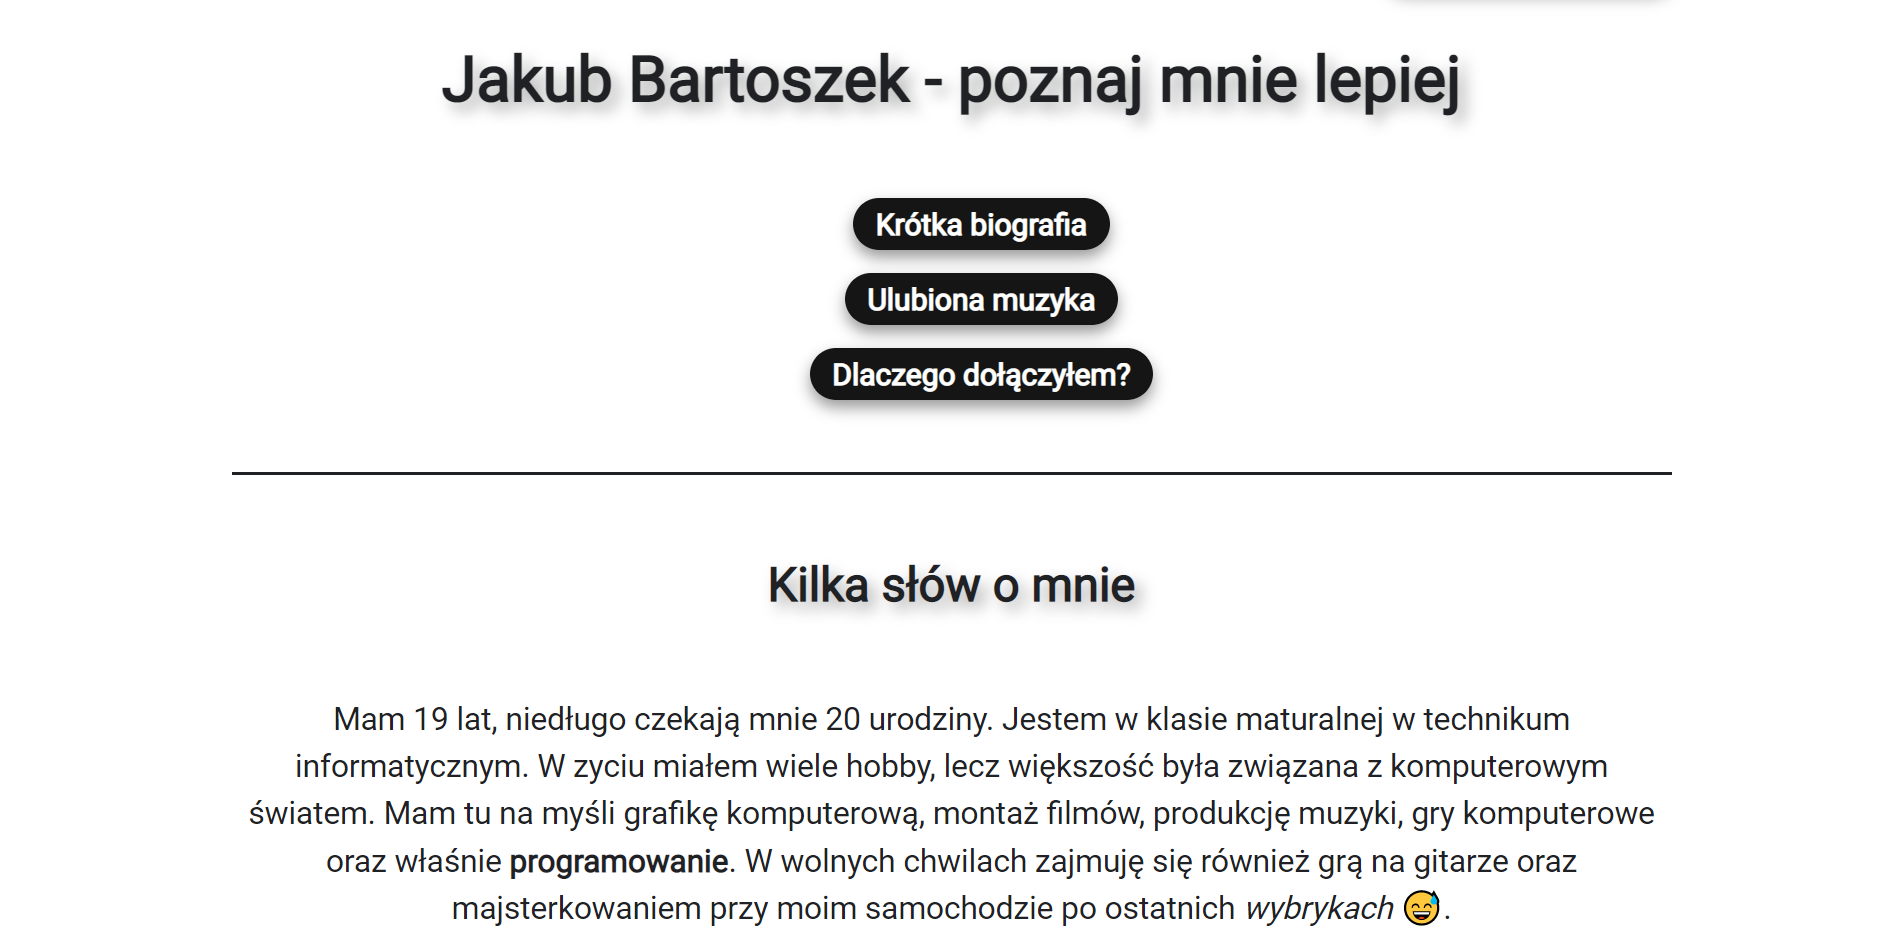 Jakub Bartoszek - poznaj mnie lepiej
Krótka biografia
Ulubiona muzyka
Dlaczego dołączyłem?
Kilka słów o mnie
Mam 19 lat, niedługo czekają mnie 20 urodziny. Jestem w klasie maturalnej w technikum
informatycznym. W zyciu miałem wiele hobby, lecz większość była związana z komputerowym
światem. Mam tu na myśli grafikę komputerową, montaż filmów, produkcję muzyki, gry komputerowe
oraz właśnie programowanie. W wolnych chwilach zajmuję się również grą na gitarze oraz
majsterkowaniem przy moim samochodzie po ostatnich wybrykach 😅.